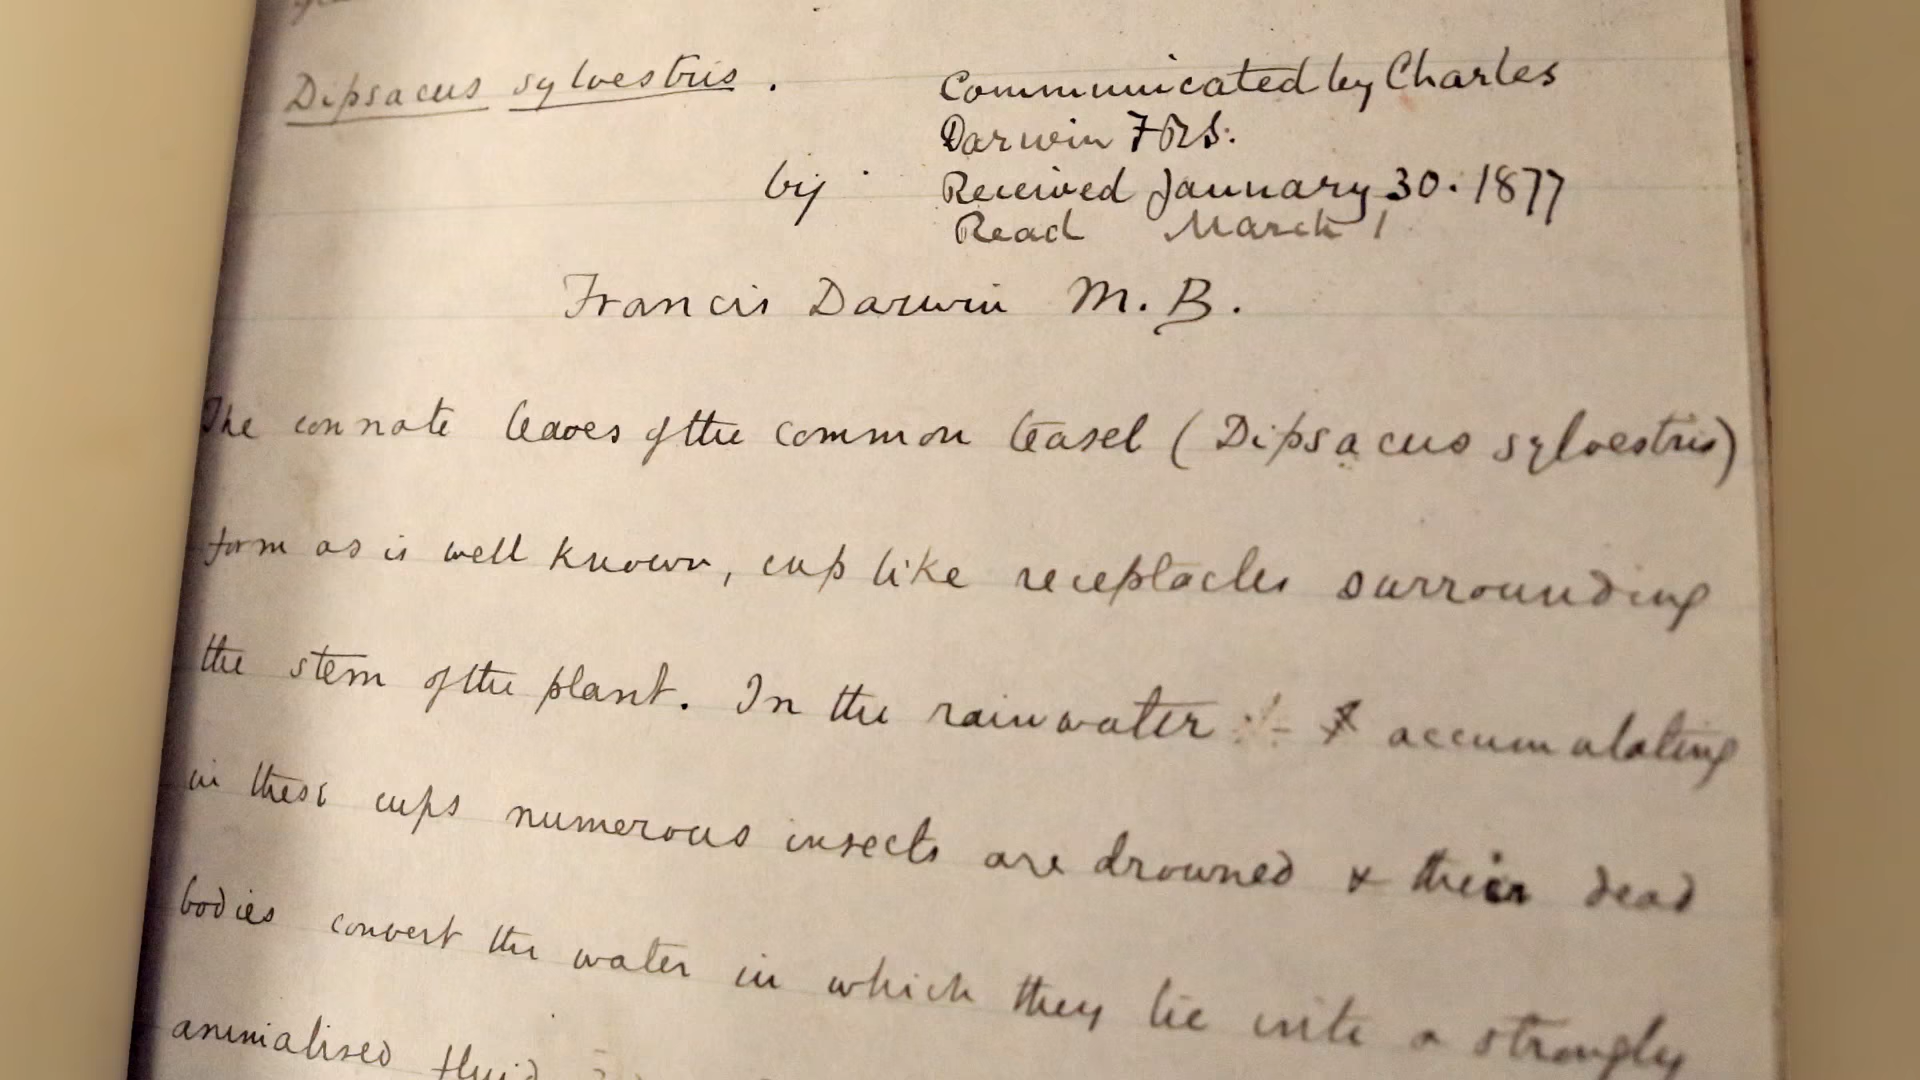 Dipsacus sylvestris.
Communicated by Charles
Darwin FRS.
by
Received January 30. 1877
Read March 1
Francis Darwin M.B.
The connate leaves of the common teasel (Dipsacus sylvestris)
form as is well known, cup like receptacles surrounding
the stem of the plant. In the rainwater accumulating
in these cups numerous insects are drowned & their dead
bodies convert the water in which they lie into a strongly
animalised fluid